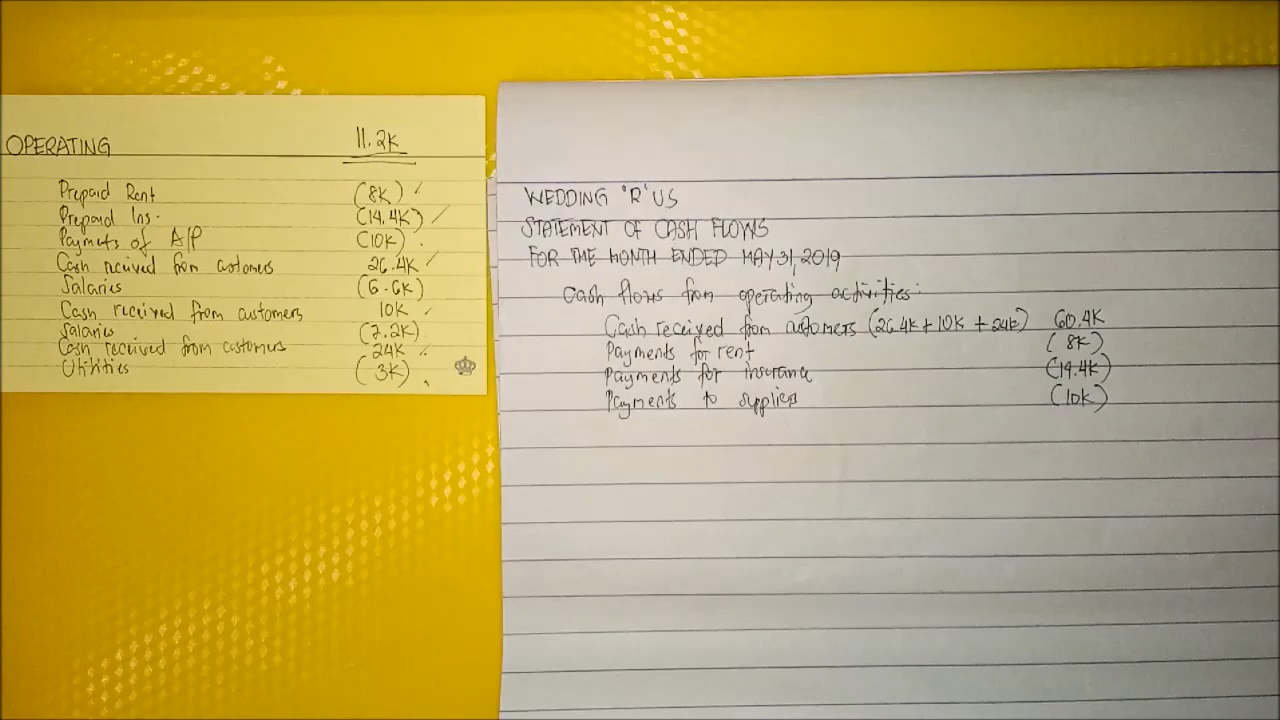 OPERATING 11.2K
Prepaid Rent (8K)
Prepaid Ins. (14.4K)
Payments of A/P (10K)
Cash received from customers 26.4K
Salaries (6.6K)
Cash received from customers 10K
Salaries (7.2K)
Cash received from customers 24K
Utilities (3K)
WEDDING "R" US
STATEMENT OF CASH FLOWS
FOR THE MONTH ENDED MAY 31, 2019
Cash flows from operating activities:
Cash received from customers (26.4K + 10K + 24K) 60.4K
Payments for rent (8K)
Payments for insurance (14.4K)
Payments to suppliers (10K)